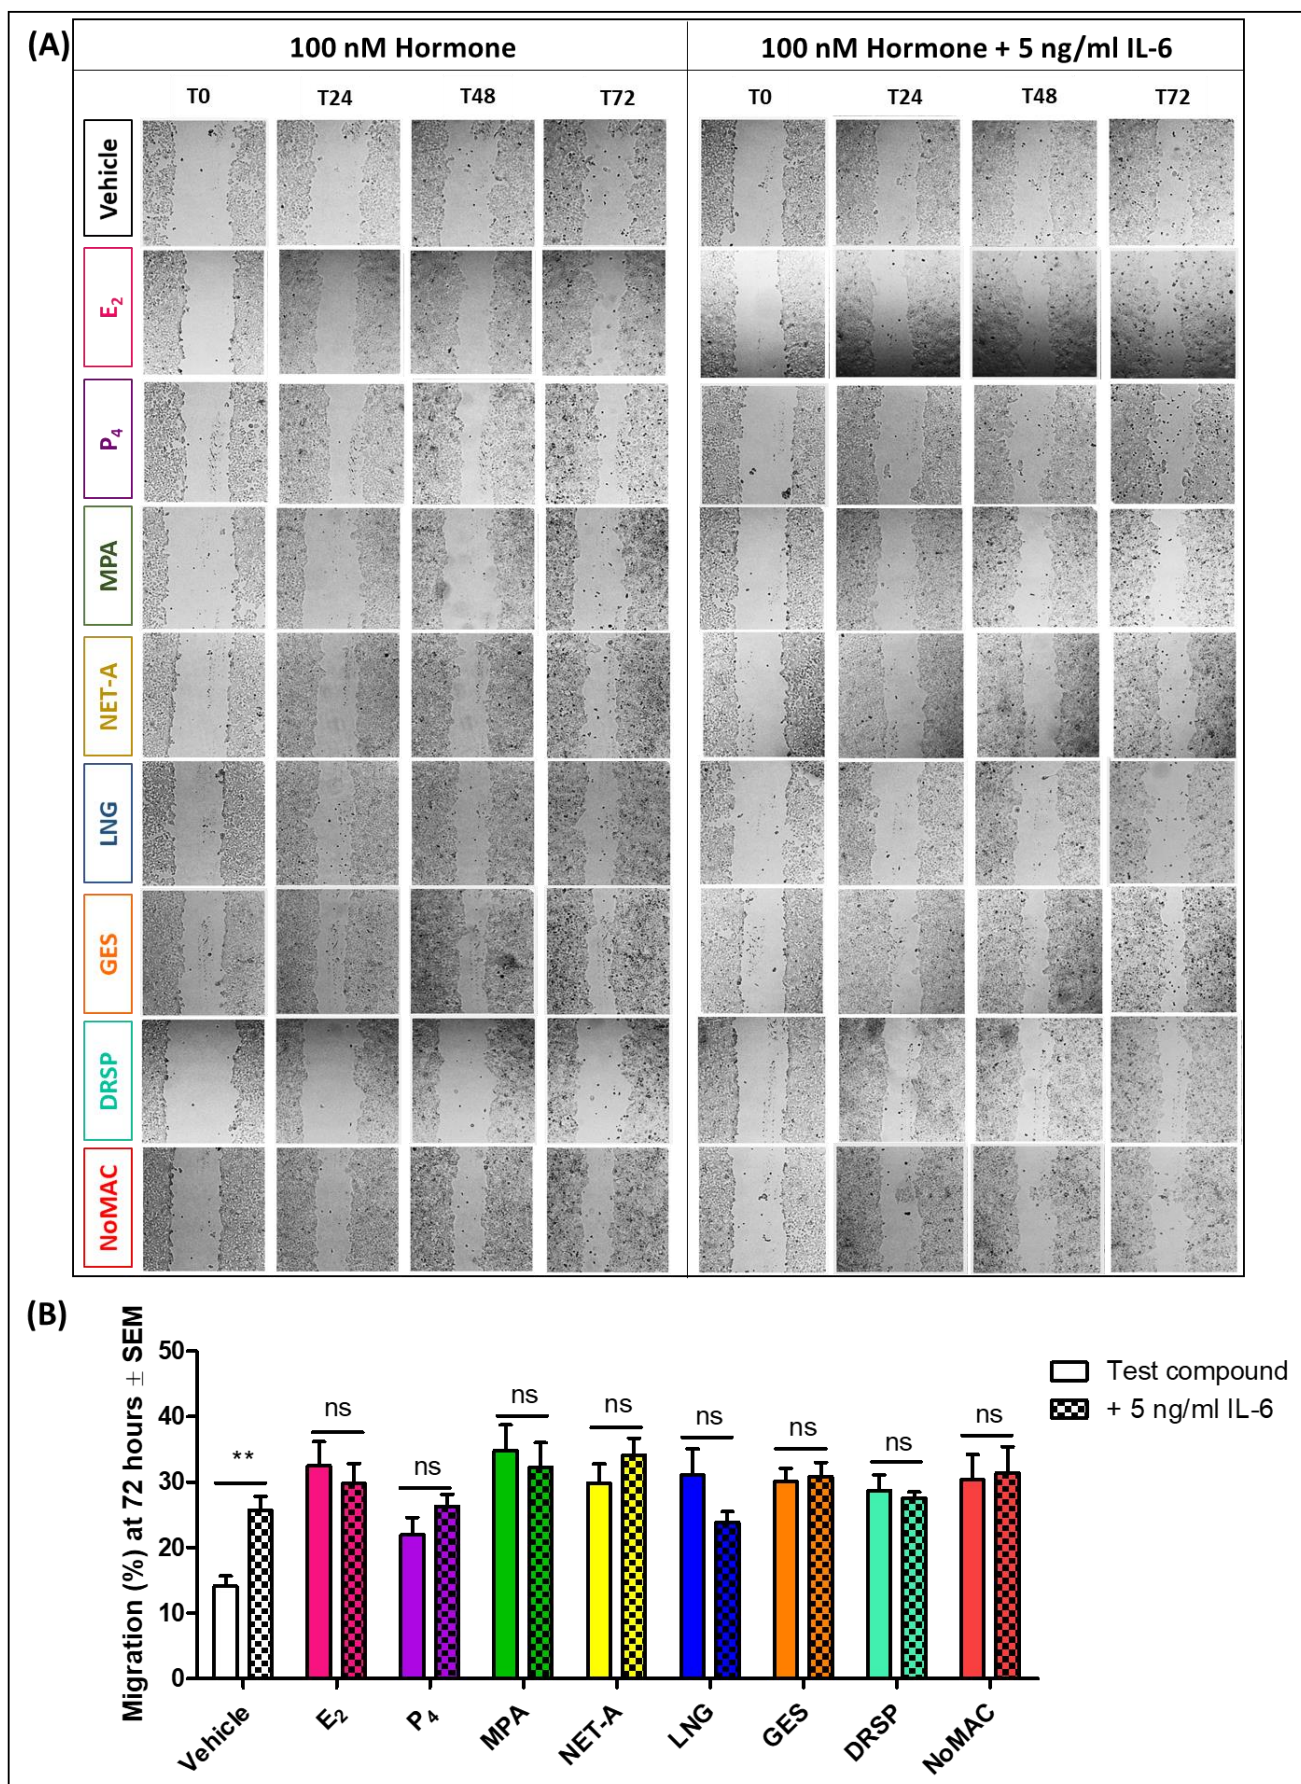 (A)
100 nM Hormone
100 nM Hormone + 5 ng/ml IL-6
T0 T24 T48 T72 T0 T24 T48 T72
Vehicle
E₂
P₄
MPA
NET-A
LNG
GES
DRSP
NoMAC
(B)
Migration (%) at 72 hours ± SEM
50
40
30
20
10
0
** ns ns ns ns ns ns ns ns
Test compound
+ 5 ng/ml IL-6
Vehicle E₂ P₄ MPA NET-A LNG GES DRSP NoMAC